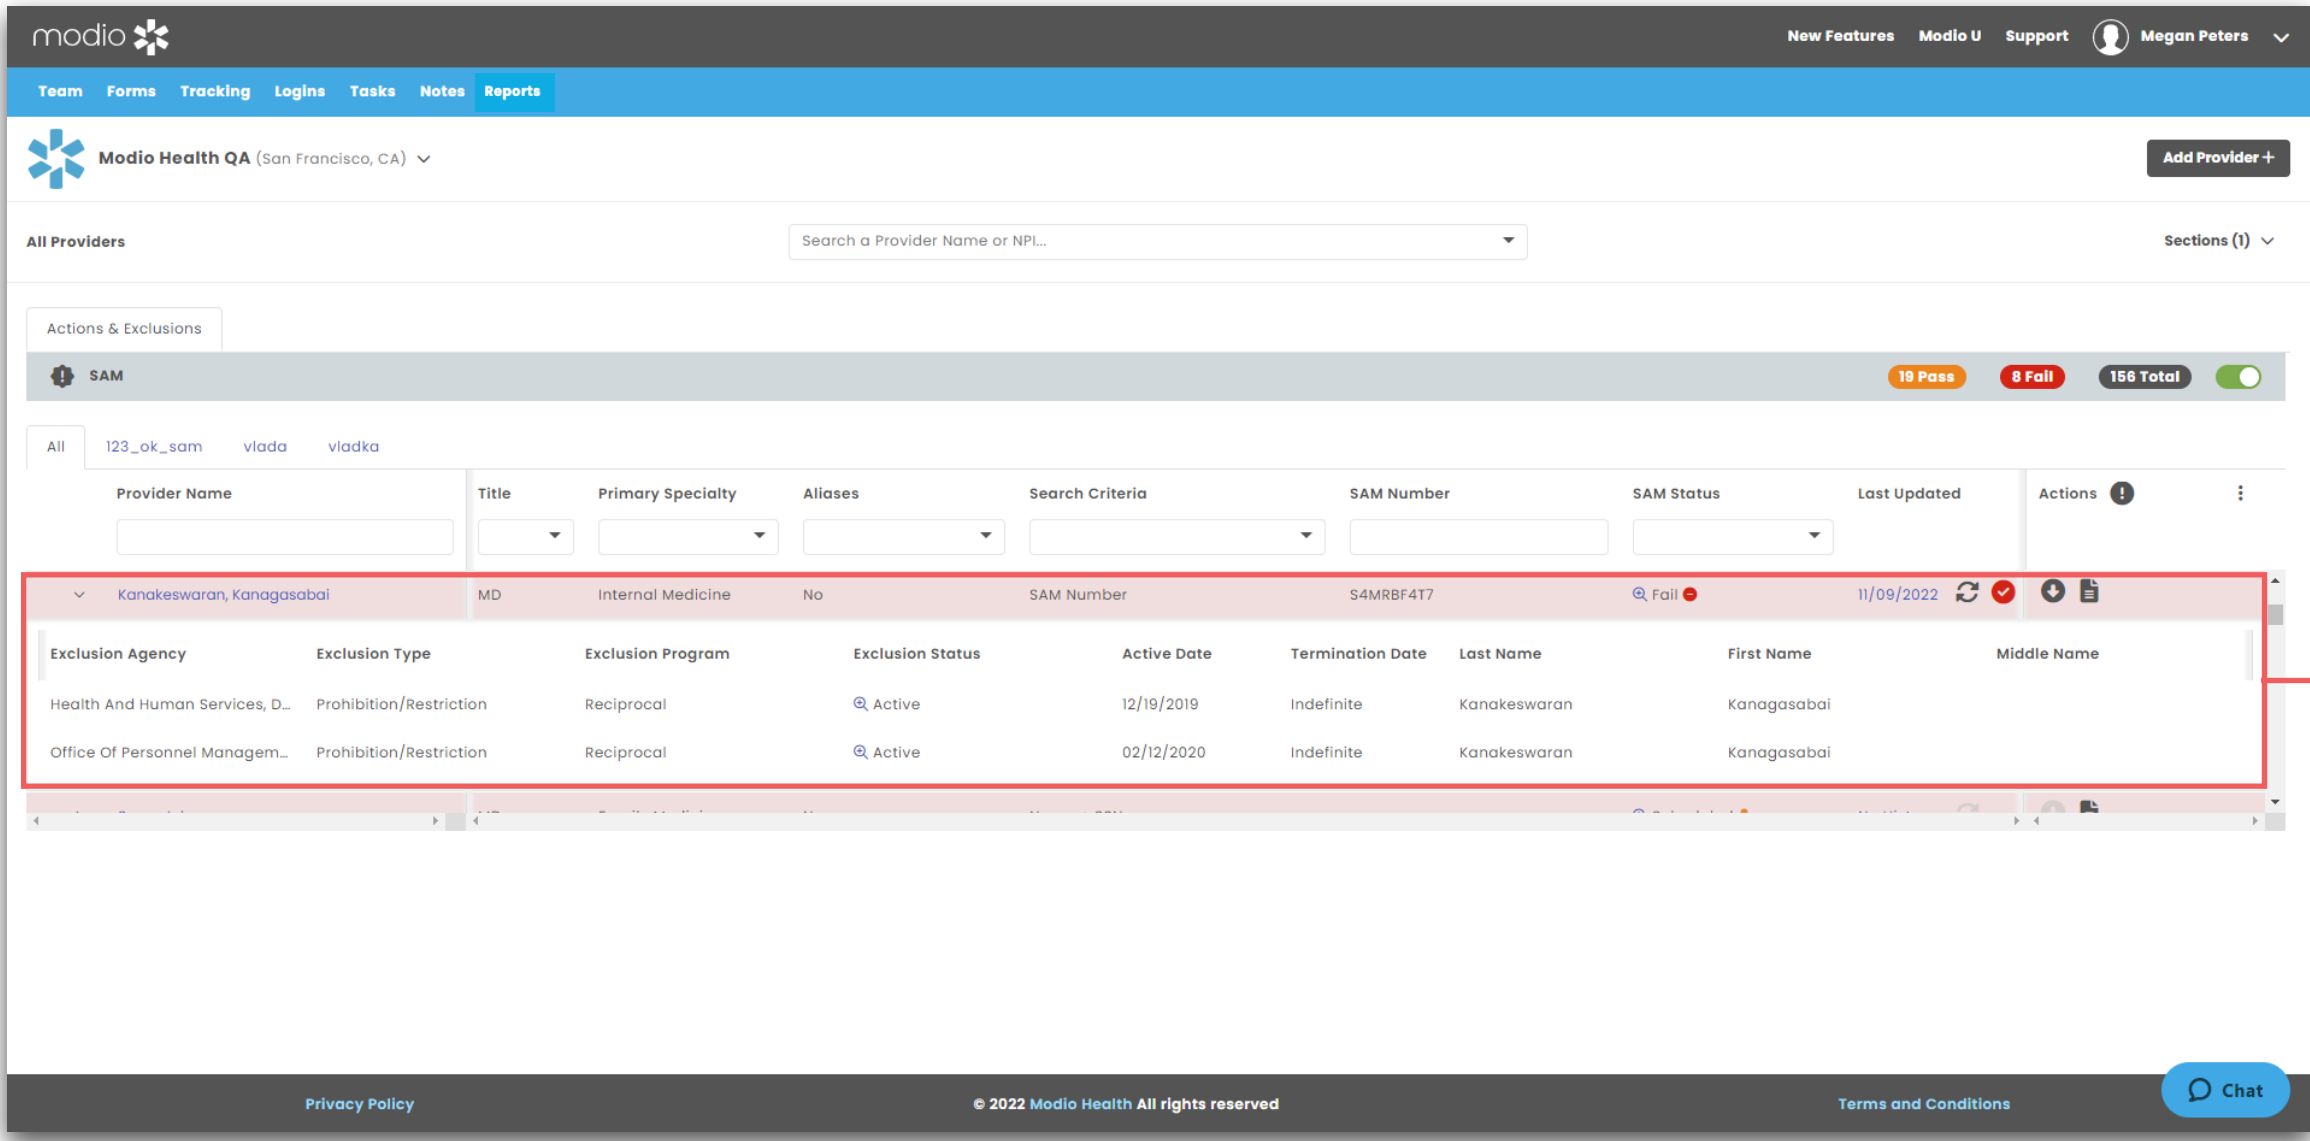 modio
New Features Modio U Support Megan Peters
Team Forms Tracking Logins Tasks Notes Reports
Modio Health QA (San Francisco, CA)
Add Provider +
All Providers
Search a Provider Name or NPI...
Sections (1)
Actions & Exclusions
SAM
19 Pass 8 Fail 156 Total
All 123_ok_sam vlada vladka
Provider Name Title Primary Specialty Aliases Search Criteria SAM Number SAM Status Last Updated Actions
Kanakeswaran, Kanagasabai MD Internal Medicine No SAM Number S4MRBF4T7 Fail 11/09/2022
Exclusion Agency Exclusion Type Exclusion Program Exclusion Status Active Date Termination Date Last Name First Name Middle Name
Health And Human Services, D... Prohibition/Restriction Reciprocal Active 12/19/2019 Indefinite Kanakeswaran Kanagasabai
Office Of Personnel Managem... Prohibition/Restriction Reciprocal Active 02/12/2020 Indefinite Kanakeswaran Kanagasabai
Privacy Policy
© 2022 Modio Health All rights reserved
Terms and Conditions
Chat